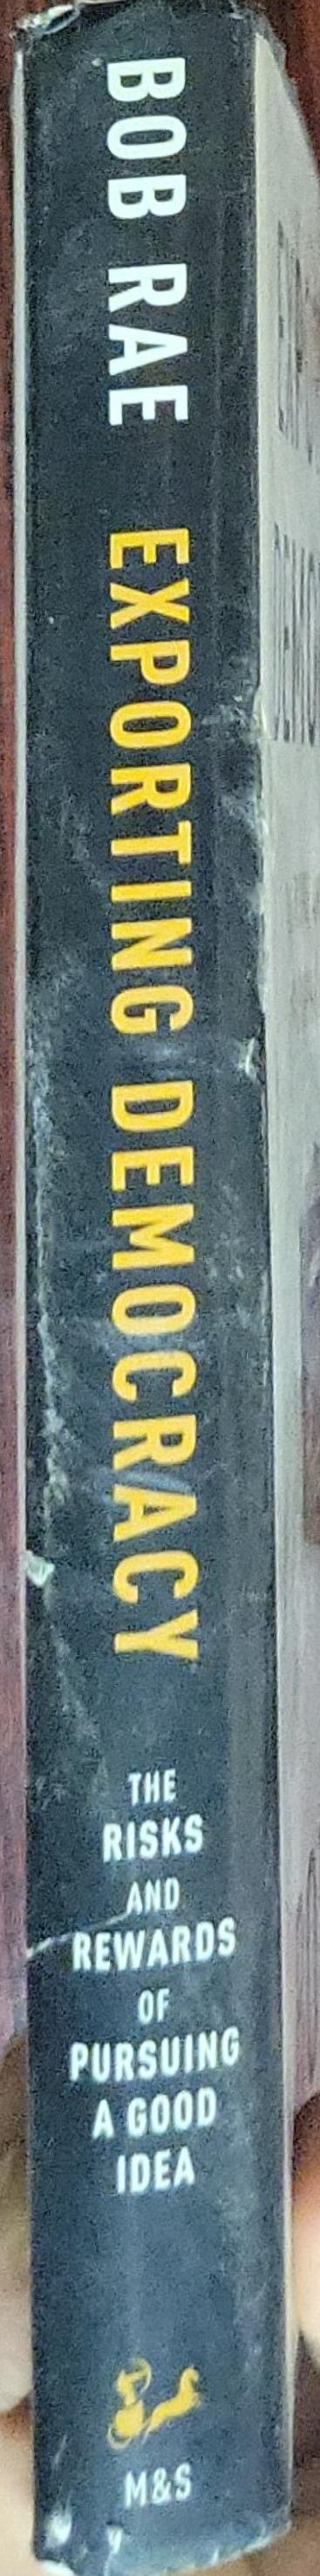 BOB RAE EXPORTING DEMOCRACY
THE
RISKS
AND
REWARDS
OF
PURSUING
A GOOD
IDEA
M&S